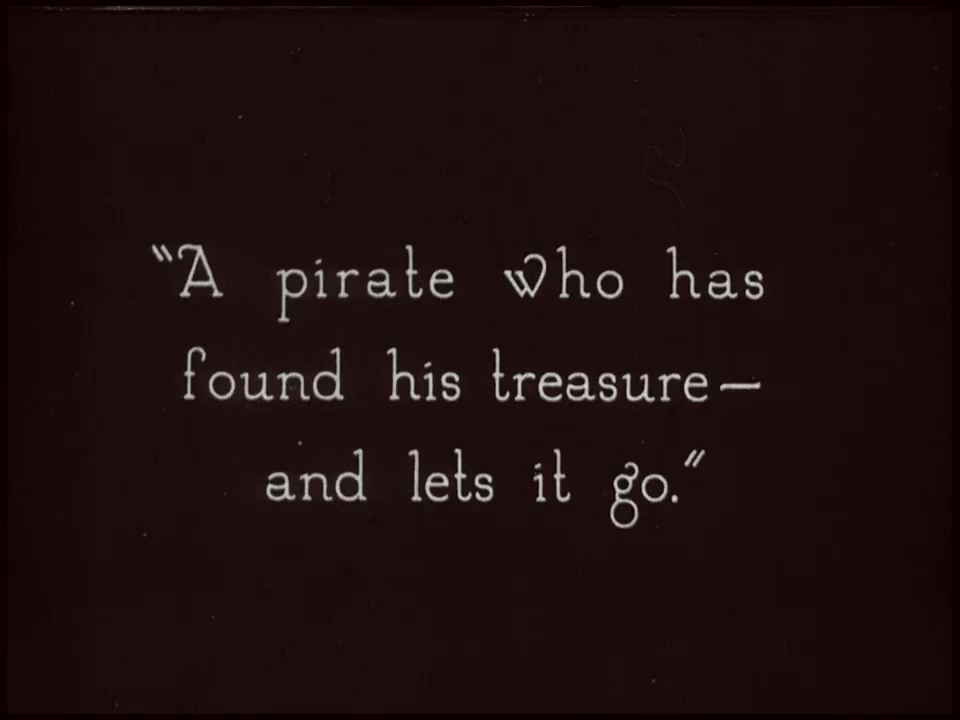 "A pirate who has
found his treasure—
and lets it go."